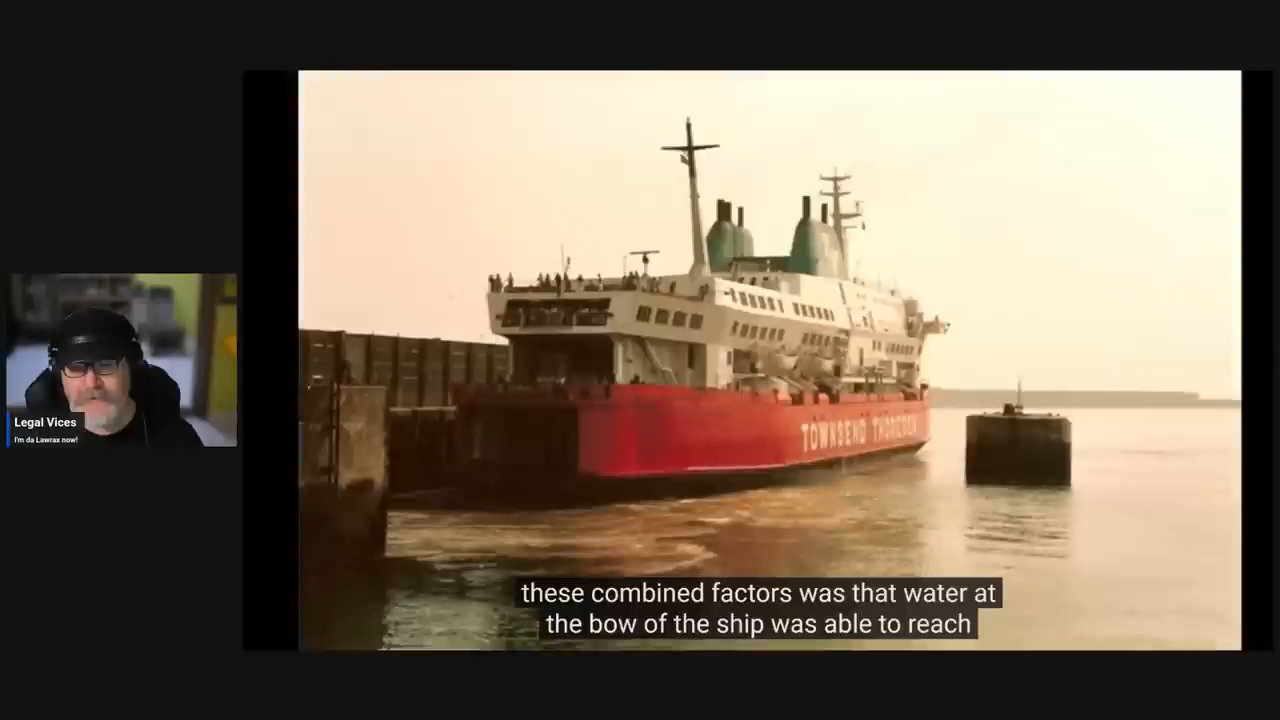 TOWNSEND THORESEN
Legal Vices
I'm da Lawrax now!
these combined factors was that water at
the bow of the ship was able to reach